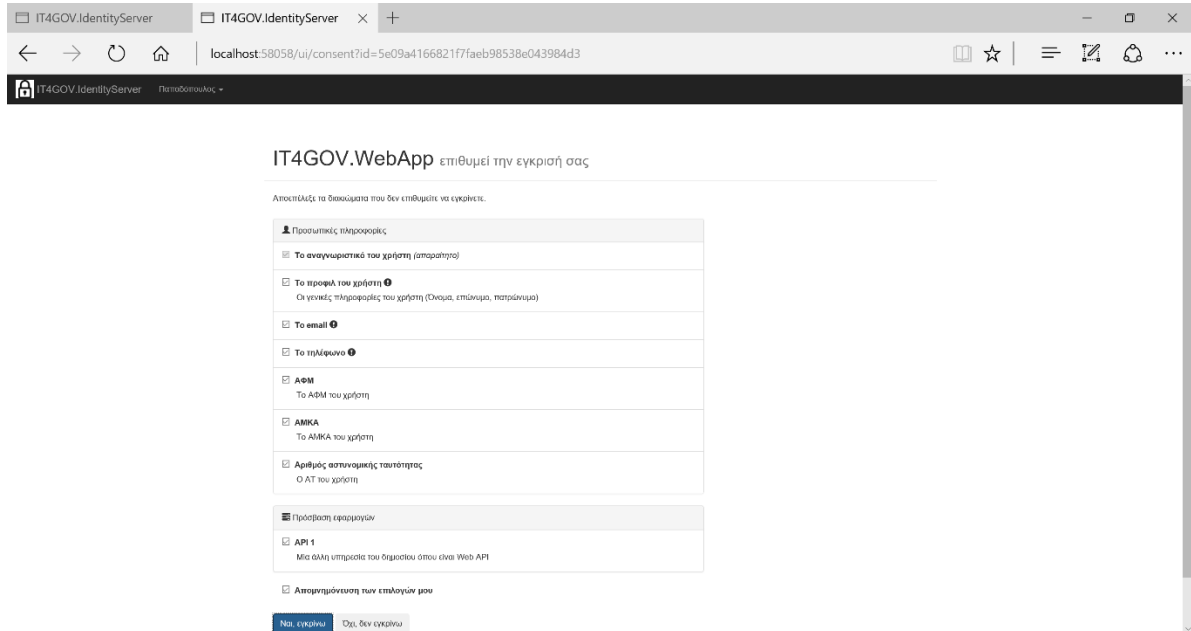 IT4GOV.IdentityServer
IT4GOV.IdentityServer
localhost:58058/ui/consent?id=5e09a4166821f7faeb98538e043984d3
IT4GOV.IdentityServer Παπαδόπουλος
IT4GOV.WebApp επιθυμεί την εγκρισή σας
Αποεπέλεξε τα δικαιώματα που δεν επιθυμείτε να εγκρίνετε.
Προσωπικές πληροφορίες
Το αναγνωριστικό του χρήστη (απαραίτητο)
Το προφιλ του χρήστη
Οι γενικές πληροφορίες του χρήστη (Όνομα, επώνυμο, πατρώνυμο)
Το email
Το τηλέφωνο
ΑΦΜ
Το ΑΦΜ του χρήστη
ΑΜΚΑ
Το ΑΜΚΑ του χρήστη
Αριθμός αστυνομικής ταυτότητας
Ο ΑΤ του χρήστη
Πρόσβαση εφαρμογών
API 1
Μία άλλη υπηρεσία του δημοσίου όπου είναι Web API
Απομνημόνευση των επιλογών μου
Ναι, εγκρίνω Όχι, δεν εγκρίνω